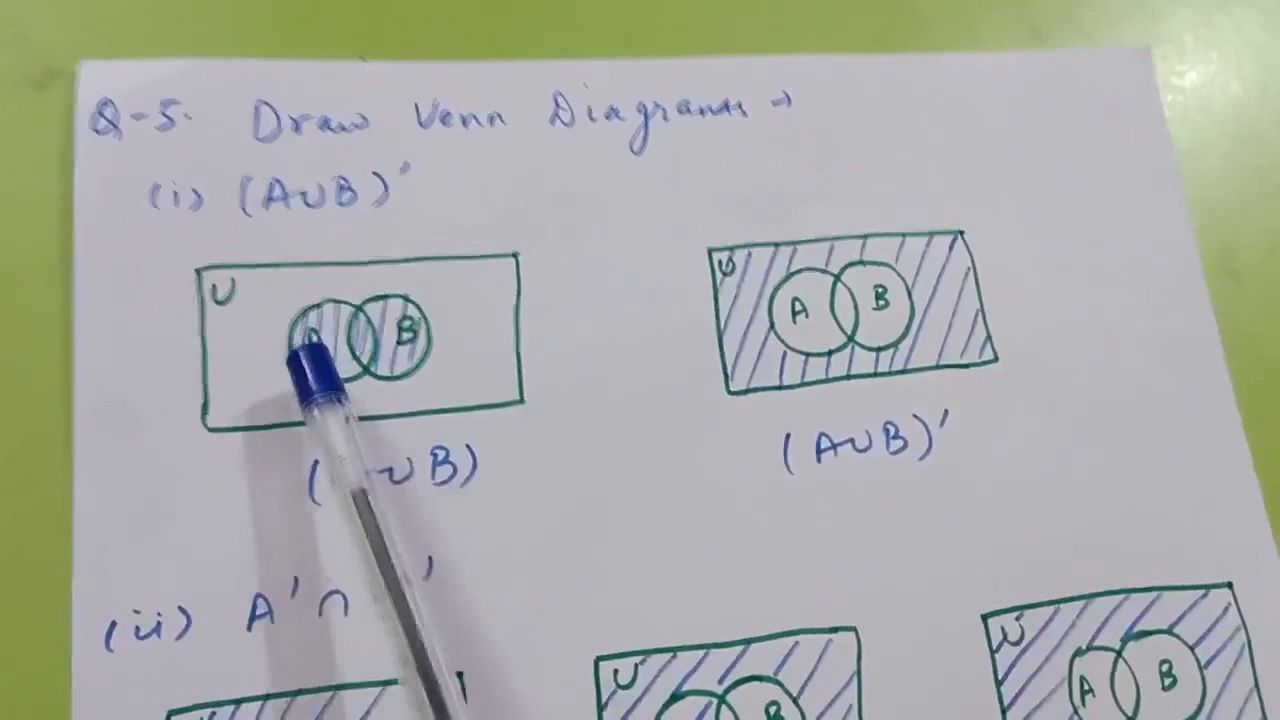 Q-5. Draw Venn Diagrams →
(i) (A∪B)'
U
B
U
A B
( ∪B)
(A∪B)'
(ii) A'∩ '
U
B
U
A B